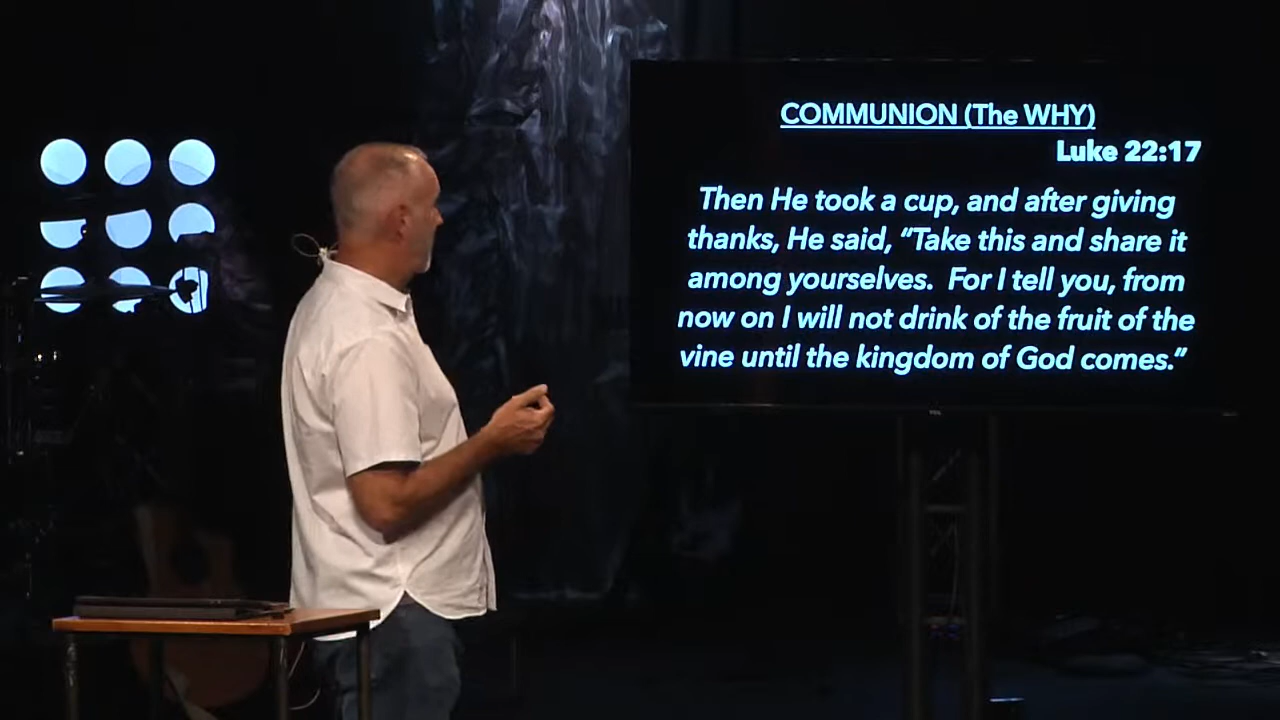 COMMUNION (The WHY)
Luke 22:17
Then He took a cup, and after giving
thanks, He said, “Take this and share it
among yourselves.  For I tell you, from
now on I will not drink of the fruit of the
vine until the kingdom of God comes.”